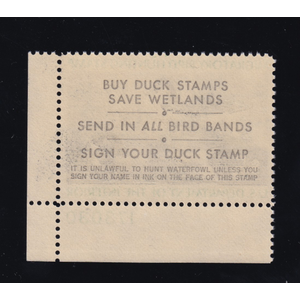 BUY DUCK STAMPS
SAVE WETLANDS
SEND IN ALL BIRD BANDS
SIGN YOUR DUCK STAMP
IT IS UNLAWFUL TO HUNT WATERFOWL UNLESS YOU
SIGN YOUR NAME IN INK ON THE FACE OF THIS STAMP